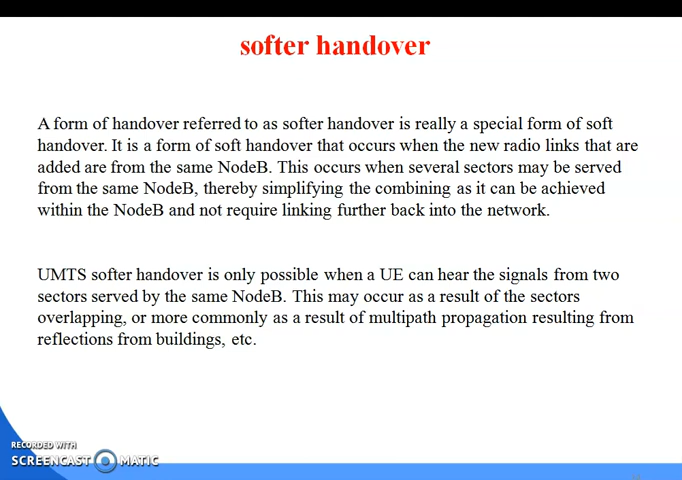 softer handover
A form of handover referred to as softer handover is really a special form of soft
handover. It is a form of soft handover that occurs when the new radio links that are
added are from the same NodeB. This occurs when several sectors may be served
from the same NodeB, thereby simplifying the combining as it can be achieved
within the NodeB and not require linking further back into the network.
UMTS softer handover is only possible when a UE can hear the signals from two
sectors served by the same NodeB. This may occur as a result of the sectors
overlapping, or more commonly as a result of multipath propagation resulting from
reflections from buildings, etc.
RECORDED WITH
SCREENCAST MATIC